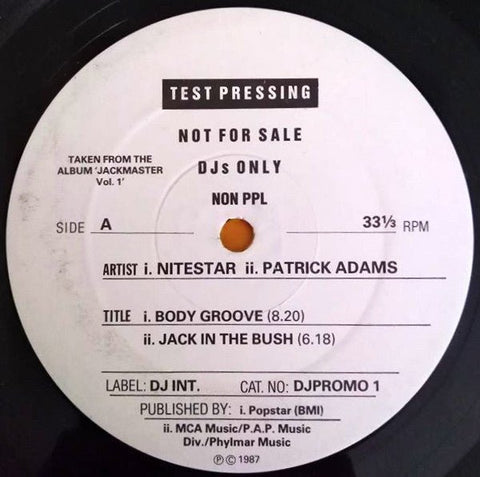 TEST PRESSING
NOT FOR SALE
TAKEN FROM THE
ALBUM 'JACKMASTER
Vol. 1'
DJs ONLY
NON PPL
SIDE A 33⅓ RPM
ARTIST i. NITESTAR ii. PATRICK ADAMS
TITLE i. BODY GROOVE (8.20)
ii. JACK IN THE BUSH (6.18)
LABEL: DJ INT. CAT. NO: DJPROMO 1
PUBLISHED BY: i. Popstar (BMI)
ii. MCA Music/P.A.P. Music
Div./Phylmar Music
℗ © 1987